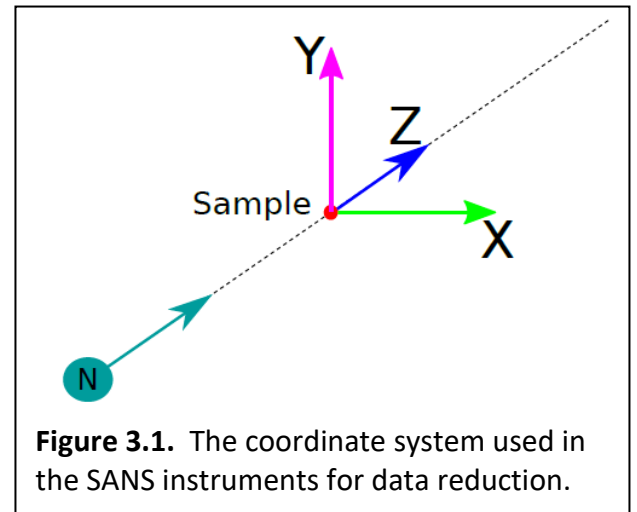 Y
Z
Sample
X
N
Figure 3.1. The coordinate system used in
the SANS instruments for data reduction.